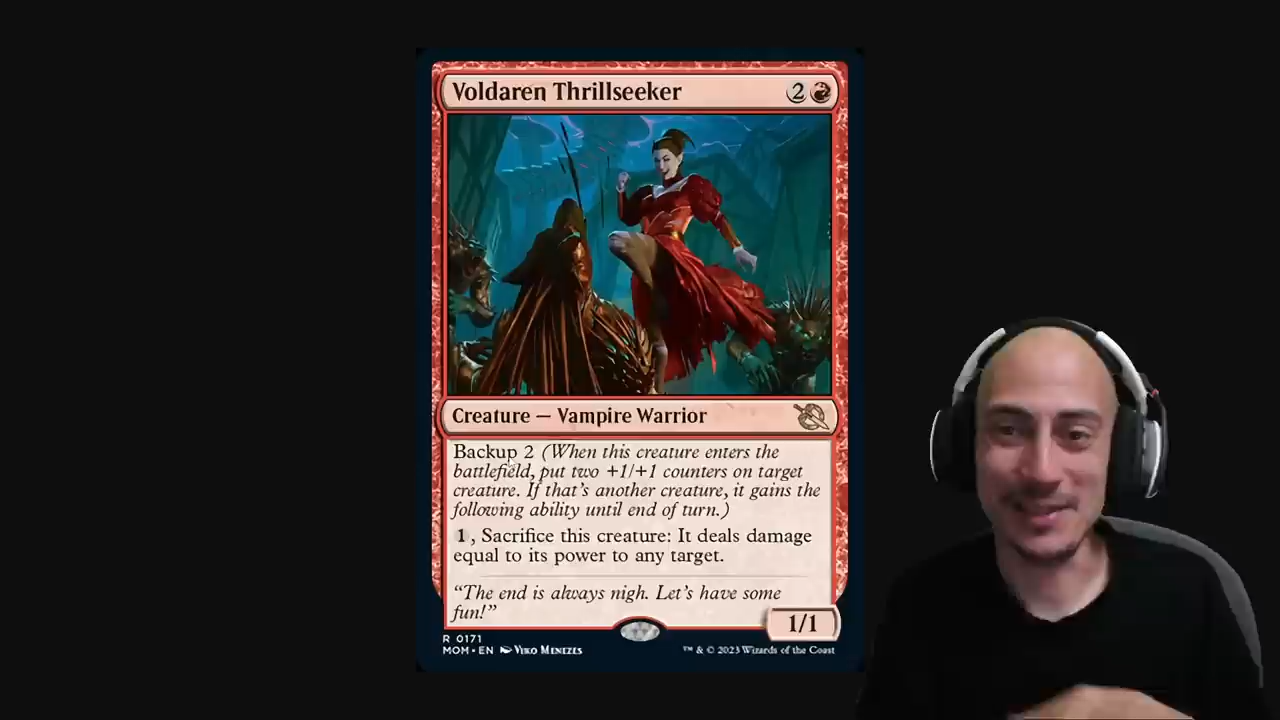 Voldaren Thrillseeker 2
Creature — Vampire Warrior
Backup 2 (When this creature enters the
battlefield, put two +1/+1 counters on target
creature. If that's another creature, it gains the
following ability until end of turn.)
1, Sacrifice this creature: It deals damage
equal to its power to any target.
“The end is always nigh. Let's have some
fun!”
1/1
R 0171
MOM • EN Viko Menezes
™ & © 2023 Wizards of the Coast